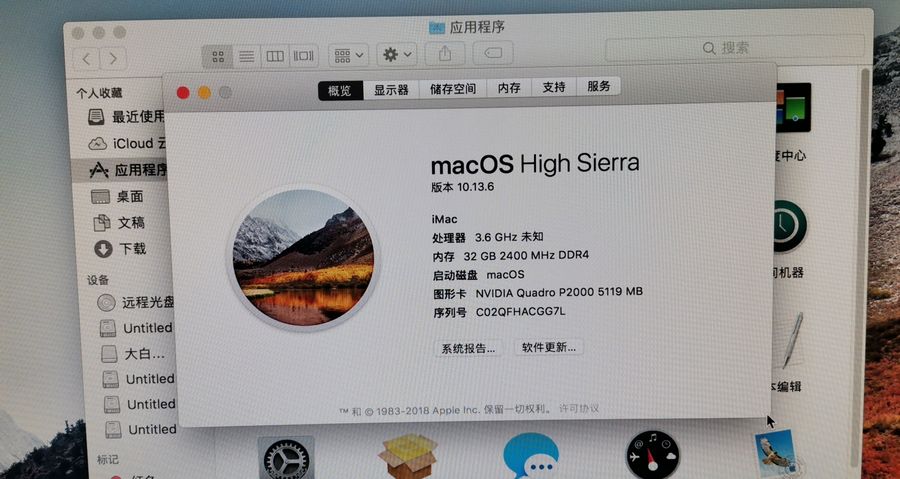 应用程序
搜索
概览 显示器 储存空间 内存 支持 服务
个人收藏
最近使用
iCloud 云
应用程序
桌面
文稿
下载
设备
远程光盘
Untitled
大白...
Untitled
Untitled
Untitled
标记
红色
macOS High Sierra
版本 10.13.6
iMac
处理器 3.6 GHz 未知
内存 32 GB 2400 MHz DDR4
启动磁盘 macOS
图形卡 NVIDIA Quadro P2000 5119 MB
序列号 C02QFHACGG7L
系统报告... 软件更新...
™ 和 © 1983-2018 Apple Inc. 保留一切权利。 许可协议
度中心
间机器
本编辑